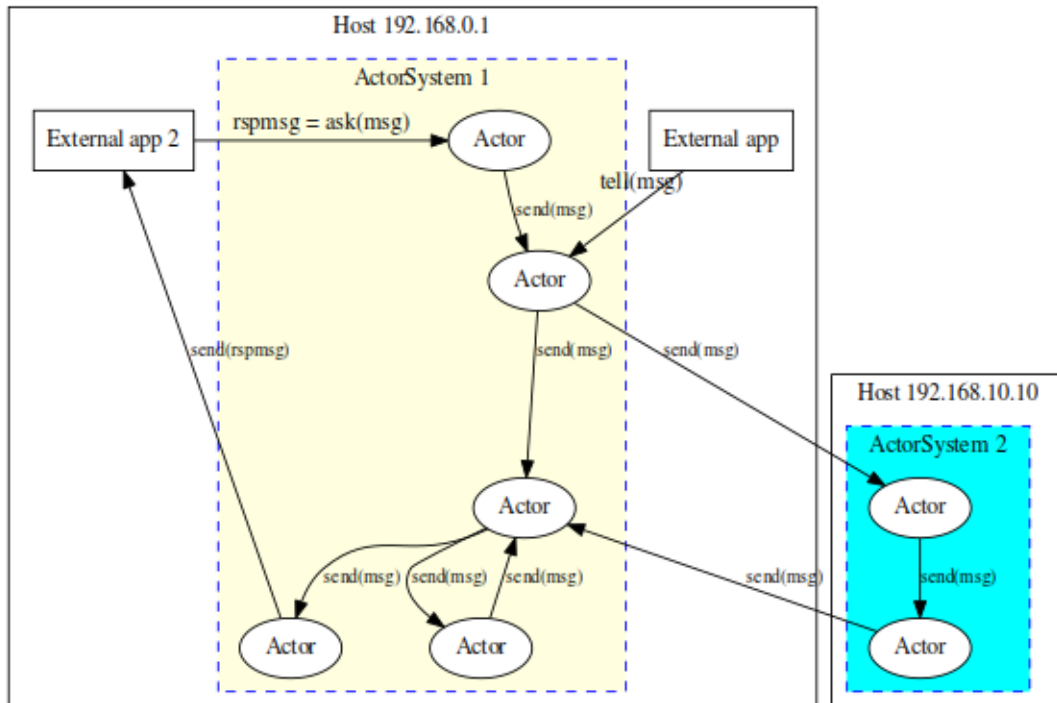 Host 192.168.0.1
ActorSystem 1
External app 2
rspmsg = ask(msg)
Actor
External app
tell(msg)
send(msg)
Actor
send(rspmsg)
send(msg)
send(msg)
Host 192.168.10.10
ActorSystem 2
Actor
Actor
send(msg)
send(msg)
send(msg)
send(msg)
send(msg)
Actor
Actor
Actor